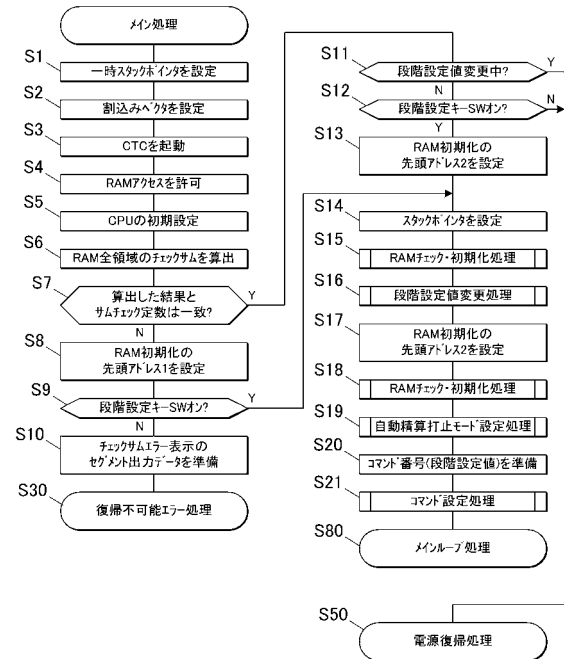 メイン処理
S1
一時スタックポインタを設定
S2
割込みベクタを設定
S3
CTCを起動
S4
RAMアクセスを許可
S5
CPUの初期設定
S6
RAM全領域のチェックサムを算出
S7
算出した結果と
サムチェック定数は一致?
Y
N
S8
RAM初期化の
先頭アドレス1を設定
S9
段階設定キーSWオン?
Y
N
S10
チェックサムエラー表示の
セグメント出力データを準備
S30
復帰不可能エラー処理
S11
段階設定値変更中?
Y
N
S12
段階設定キーSWオン?
N
Y
S13
RAM初期化の
先頭アドレス2を設定
S14
スタックポインタを設定
S15
RAMチェック・初期化処理
S16
段階設定値変更処理
S17
RAM初期化の
先頭アドレス2を設定
S18
RAMチェック・初期化処理
S19
自動精算打止モード設定処理
S20
コマンド番号(段階設定値)を準備
S21
コマンド設定処理
S80
メインループ処理
S50
電源復帰処理